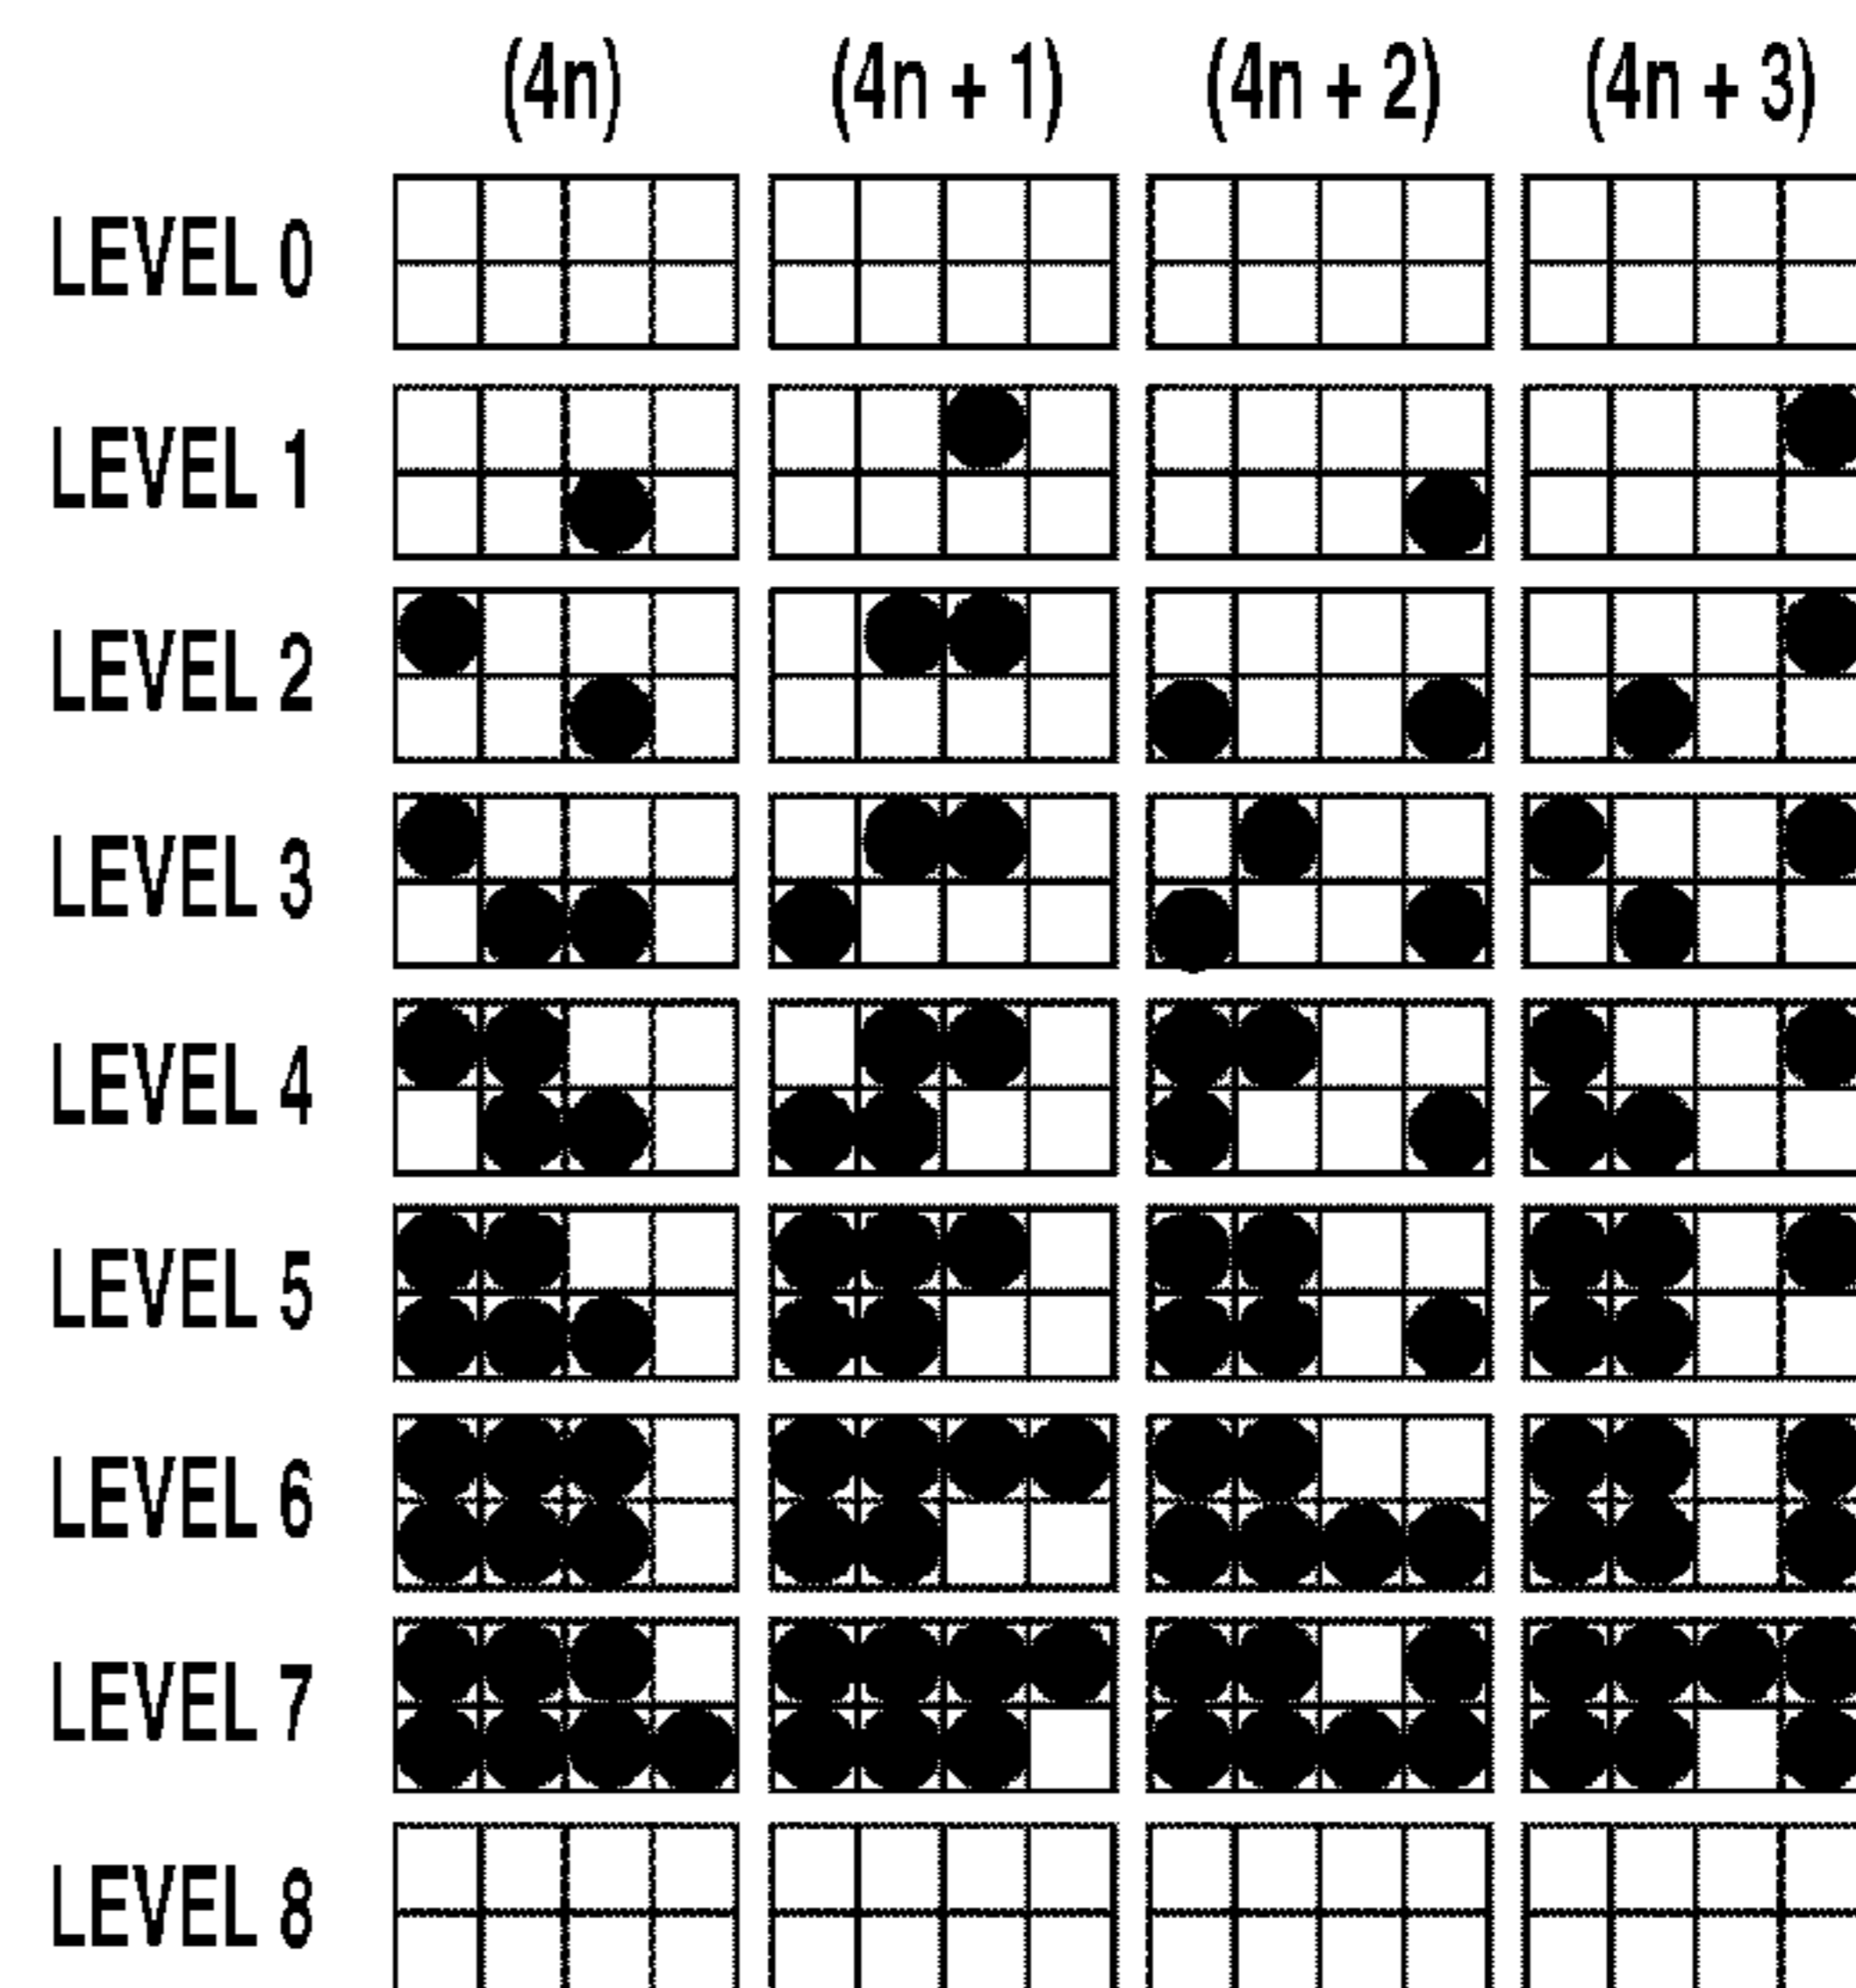 (4n) (4n + 1) (4n + 2) (4n + 3)
LEVEL 0
LEVEL 1
LEVEL 2
LEVEL 3
LEVEL 4
LEVEL 5
LEVEL 6
LEVEL 7
LEVEL 8